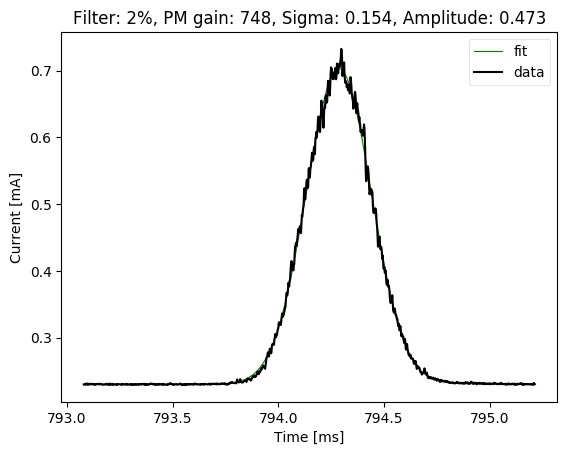 Filter: 2%, PM gain: 748, Sigma: 0.154, Amplitude: 0.473
fit
data
0.7
0.6
0.5
0.4
0.3
Current [mA]
793.0
793.5
794.0
794.5
795.0
Time [ms]